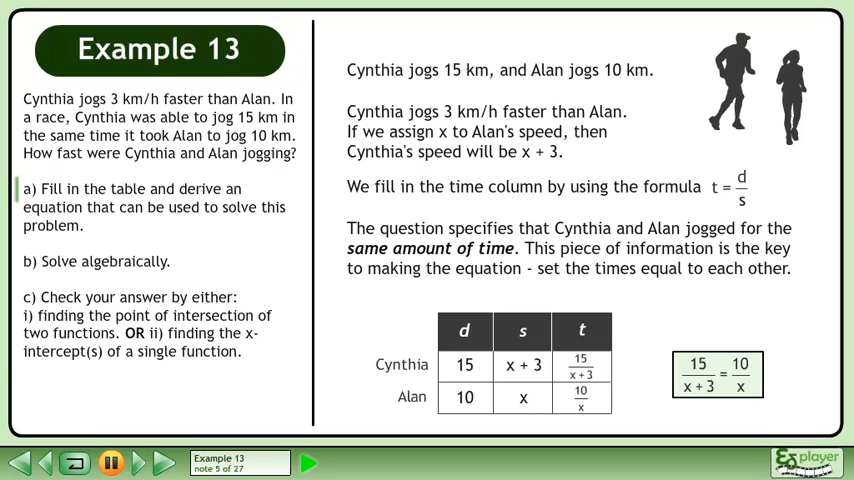 Example 13
Cynthia jogs 3 km/h faster than Alan. In
a race, Cynthia was able to jog 15 km in
the same time it took Alan to jog 10 km.
How fast were Cynthia and Alan jogging?
a) Fill in the table and derive an
equation that can be used to solve this
problem.
b) Solve algebraically.
c) Check your answer by either:
i) finding the point of intersection of
two functions. OR ii) finding the x-
intercept(s) of a single function.
Cynthia jogs 15 km, and Alan jogs 10 km.
Cynthia jogs 3 km/h faster than Alan.
If we assign x to Alan's speed, then
Cynthia's speed will be x + 3.
We fill in the time column by using the formula t = d/s
The question specifies that Cynthia and Alan jogged for the
same amount of time. This piece of information is the key
to making the equation - set the times equal to each other.
d s t
Cynthia 15 x + 3 15/(x + 3)
Alan 10 x 10/x
15/(x + 3) = 10/x
Example 13
note 5 of 27
player